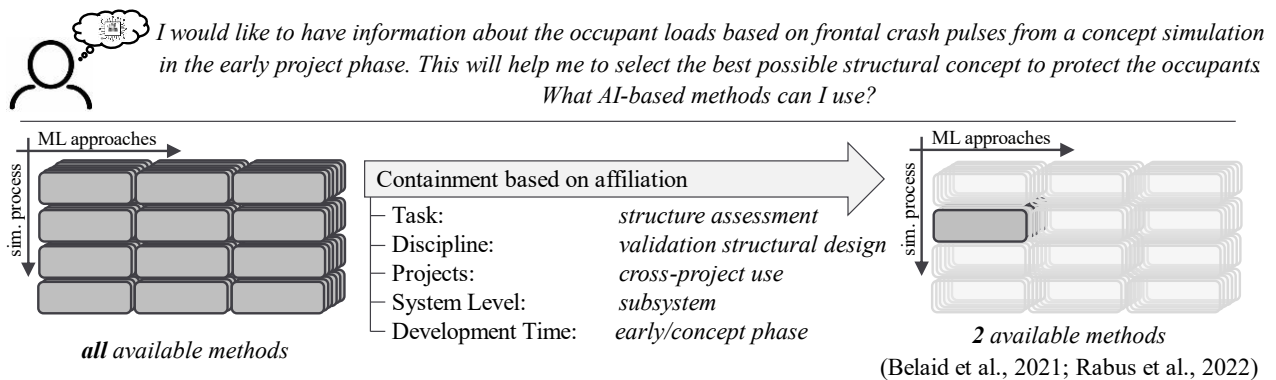 I would like to have information about the occupant loads based on frontal crash pulses from a concept simulation
in the early project phase. This will help me to select the best possible structural concept to protect the occupants.
What AI-based methods can I use?
ML approaches
sim. process
all available methods
Containment based on affiliation
Task: structure assessment
Discipline: validation structural design
Projects: cross-project use
System Level: subsystem
Development Time: early/concept phase
ML approaches
sim. process
2 available methods
(Belaid et al., 2021; Rabus et al., 2022)